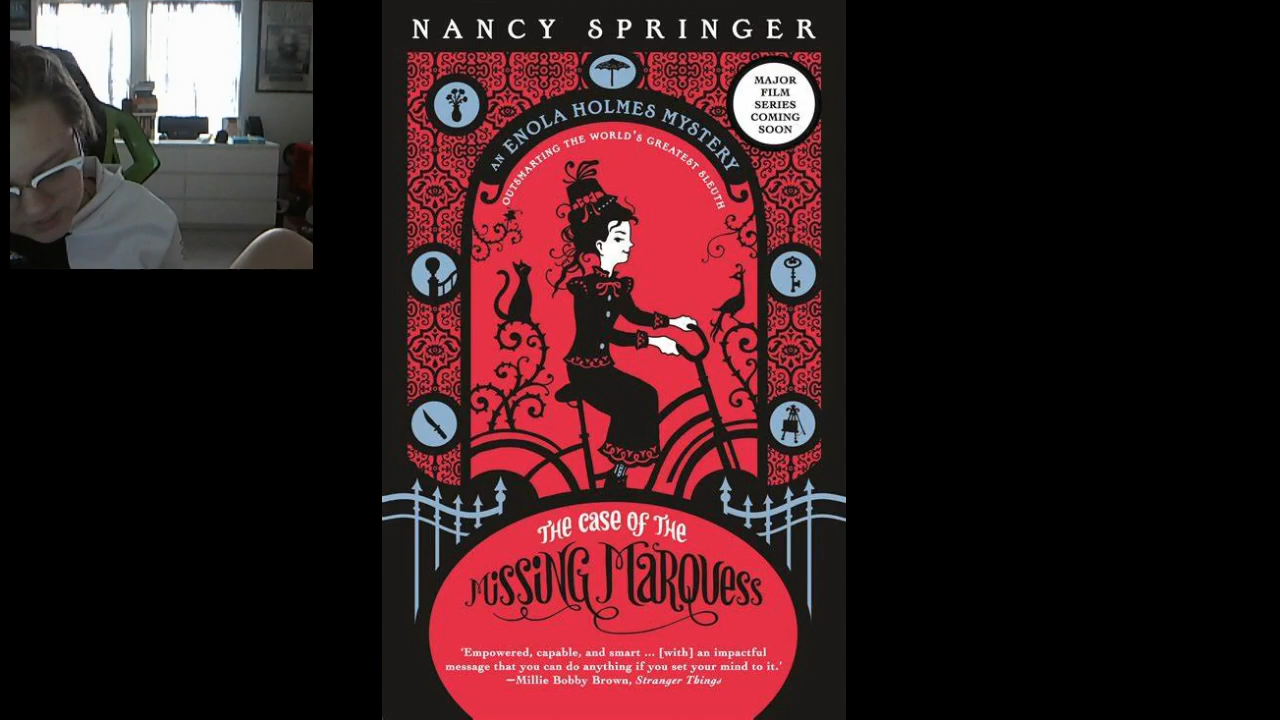 NANCY SPRINGER
MAJOR
FILM
SERIES
COMING
SOON
AN ENOLA HOLMES MYSTERY
OUTSMARTING THE WORLD'S GREATEST SLEUTH
THE CASE OF THE
MISSING MARQUESS
'Empowered, capable, and smart ... [with] an impactful
message that you can do anything if you set your mind to it.'
—Millie Bobby Brown, Stranger Things